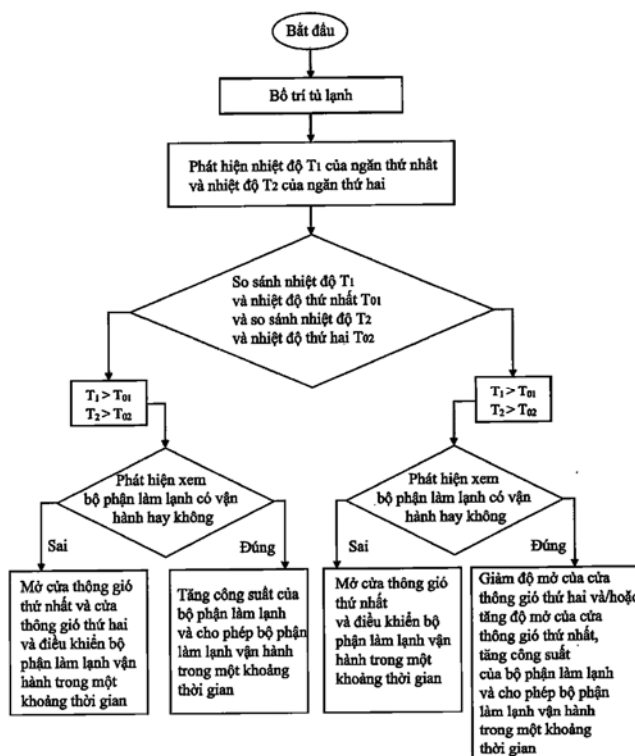 Bắt đầu
Bố trí tủ lạnh
Phát hiện nhiệt độ T1 của ngăn thứ nhất
và nhiệt độ T2 của ngăn thứ hai
So sánh nhiệt độ T1
và nhiệt độ thứ nhất T01
và so sánh nhiệt độ T2
và nhiệt độ thứ hai T02
T1 > T01
T2 > T02
T1 > T01
T2 > T02
Phát hiện xem
bộ phận làm lạnh có vận
hành hay không
Phát hiện xem
bộ phận làm lạnh có vận
hành hay không
Sai
Đúng
Sai
Đúng
Mở cửa thông gió
thứ nhất và cửa
thông gió thứ hai
và điều khiển bộ
phận làm lạnh vận
hành trong một
khoảng thời gian
Tăng công suất của
bộ phận làm lạnh
và cho phép bộ phận
làm lạnh vận hành
trong một khoảng
thời gian
Mở cửa thông gió
thứ nhất
và điều khiển bộ
phận làm lạnh vận
hành trong một
khoảng thời gian
Giảm độ mở của cửa
thông gió thứ hai và/hoặc
tăng độ mở của cửa
thông gió thứ nhất,
tăng công suất
của bộ phận làm lạnh
và cho phép bộ phận
làm lạnh vận hành
trong một khoảng
thời gian